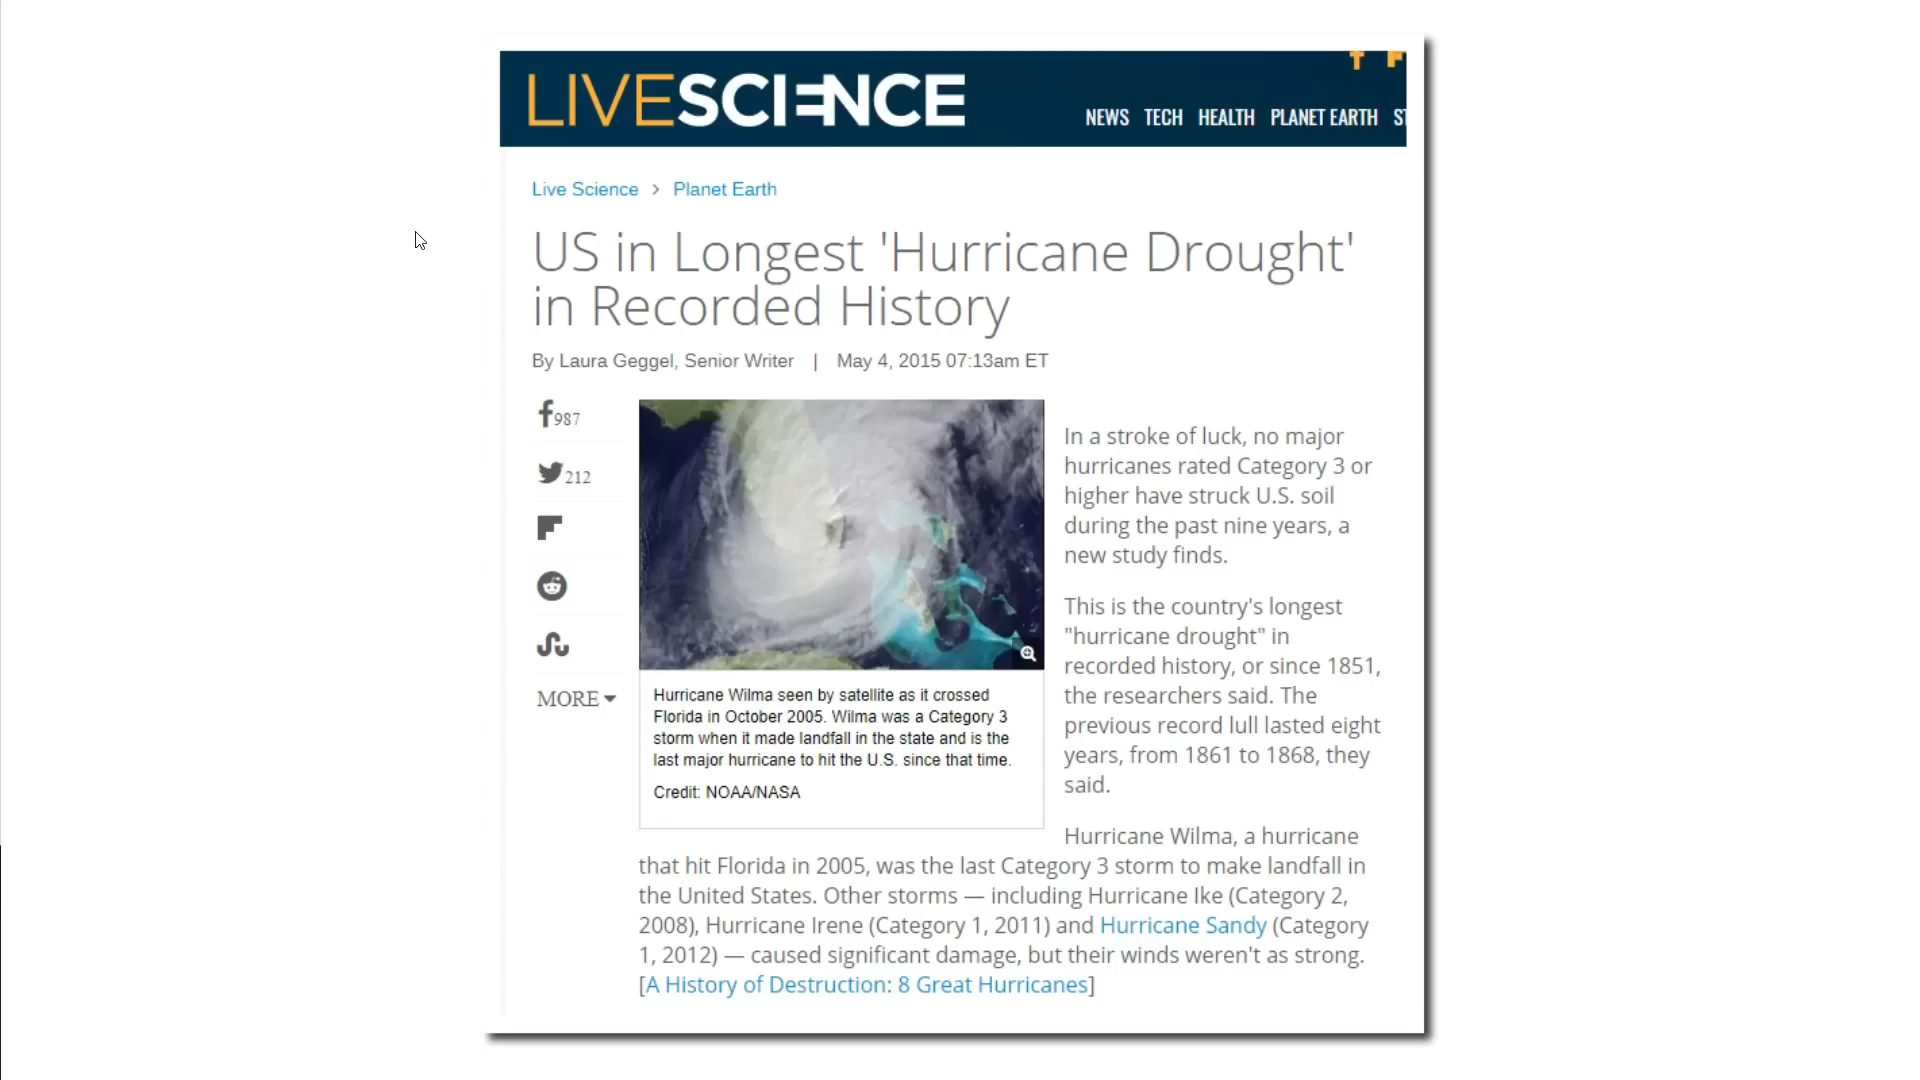 LIVESCIENCE
NEWS TECH HEALTH PLANET EARTH
Live Science > Planet Earth
US in Longest 'Hurricane Drought'
in Recorded History
By Laura Geggel, Senior Writer | May 4, 2015 07:13am ET
987
212
MORE
Hurricane Wilma seen by satellite as it crossed
Florida in October 2005. Wilma was a Category 3
storm when it made landfall in the state and is the
last major hurricane to hit the U.S. since that time.
Credit: NOAA/NASA
In a stroke of luck, no major
hurricanes rated Category 3 or
higher have struck U.S. soil
during the past nine years, a
new study finds.
This is the country's longest
"hurricane drought" in
recorded history, or since 1851,
the researchers said. The
previous record lull lasted eight
years, from 1861 to 1868, they
said.
Hurricane Wilma, a hurricane
that hit Florida in 2005, was the last Category 3 storm to make landfall in
the United States. Other storms — including Hurricane Ike (Category 2,
2008), Hurricane Irene (Category 1, 2011) and Hurricane Sandy (Category
1, 2012) — caused significant damage, but their winds weren't as strong.
[A History of Destruction: 8 Great Hurricanes]